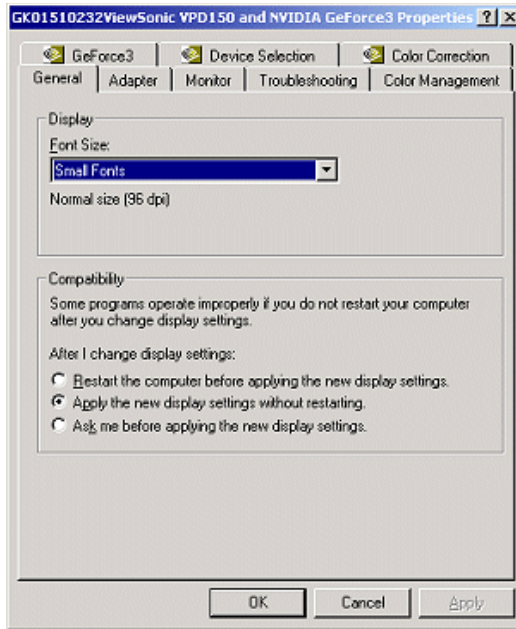 GK01510232ViewSonic VPD150 and NVIDIA GeForce3 Properties
GeForce3 Device Selection Color Correction
General Adapter Monitor Troubleshooting Color Management
Display
Font Size:
Small Fonts
Normal size (96 dpi)
Compatibility
Some programs operate improperly if you do not restart your computer
after you change display settings.
After I change display settings:
Restart the computer before applying the new display settings.
Apply the new display settings without restarting.
Ask me before applying the new display settings.
OK Cancel Apply